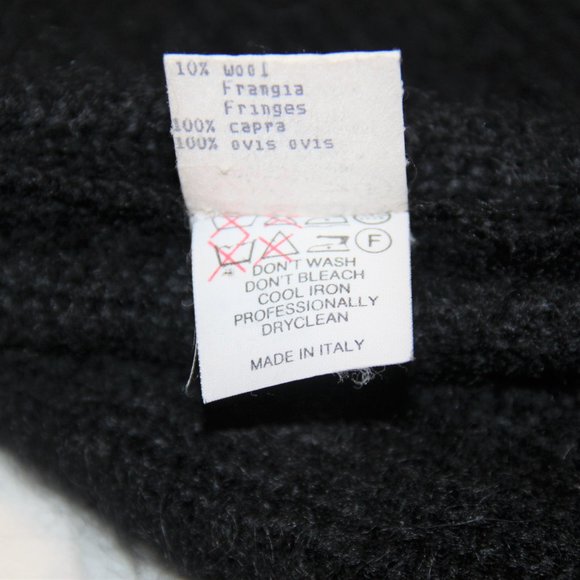 10% wool
Frangia
Fringes
100% capra
100% ovis ovis
F
DON'T WASH
DON'T BLEACH
COOL IRON
PROFESSIONALLY
DRYCLEAN
MADE IN ITALY